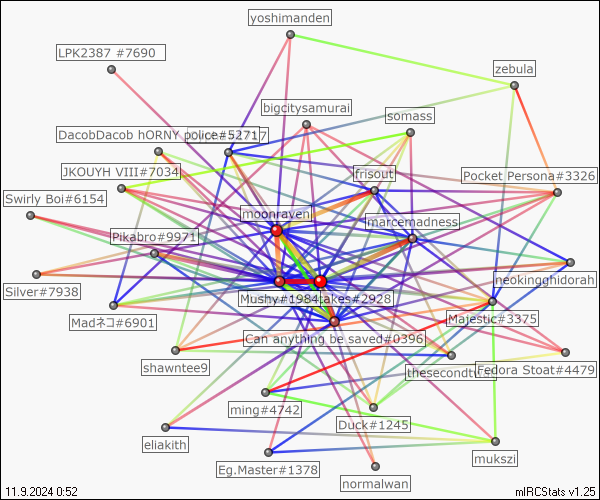 yoshimanden
LPK2387 #7690
zebula
bigcitysamurai
somass
DacobDacob hORNY police#5271
JKOUYH VIII#7034
frisout
Pocket Persona#3326
Swirly Boi#6154
moonraven
marcemadness
Pikabro#9971
Silver#7938
neokingghidorah
Mushy#1984
takes#2928
Madネコ#6901
Majestic#3375
Can anything be saved#0396
shawntee9
Fedora Stoat#4479
ming#4742
Duck#1245
eliakith
mukszi
Eg.Master#1378
normalwan
11.9.2024 0:52
mIRCStats v1.25